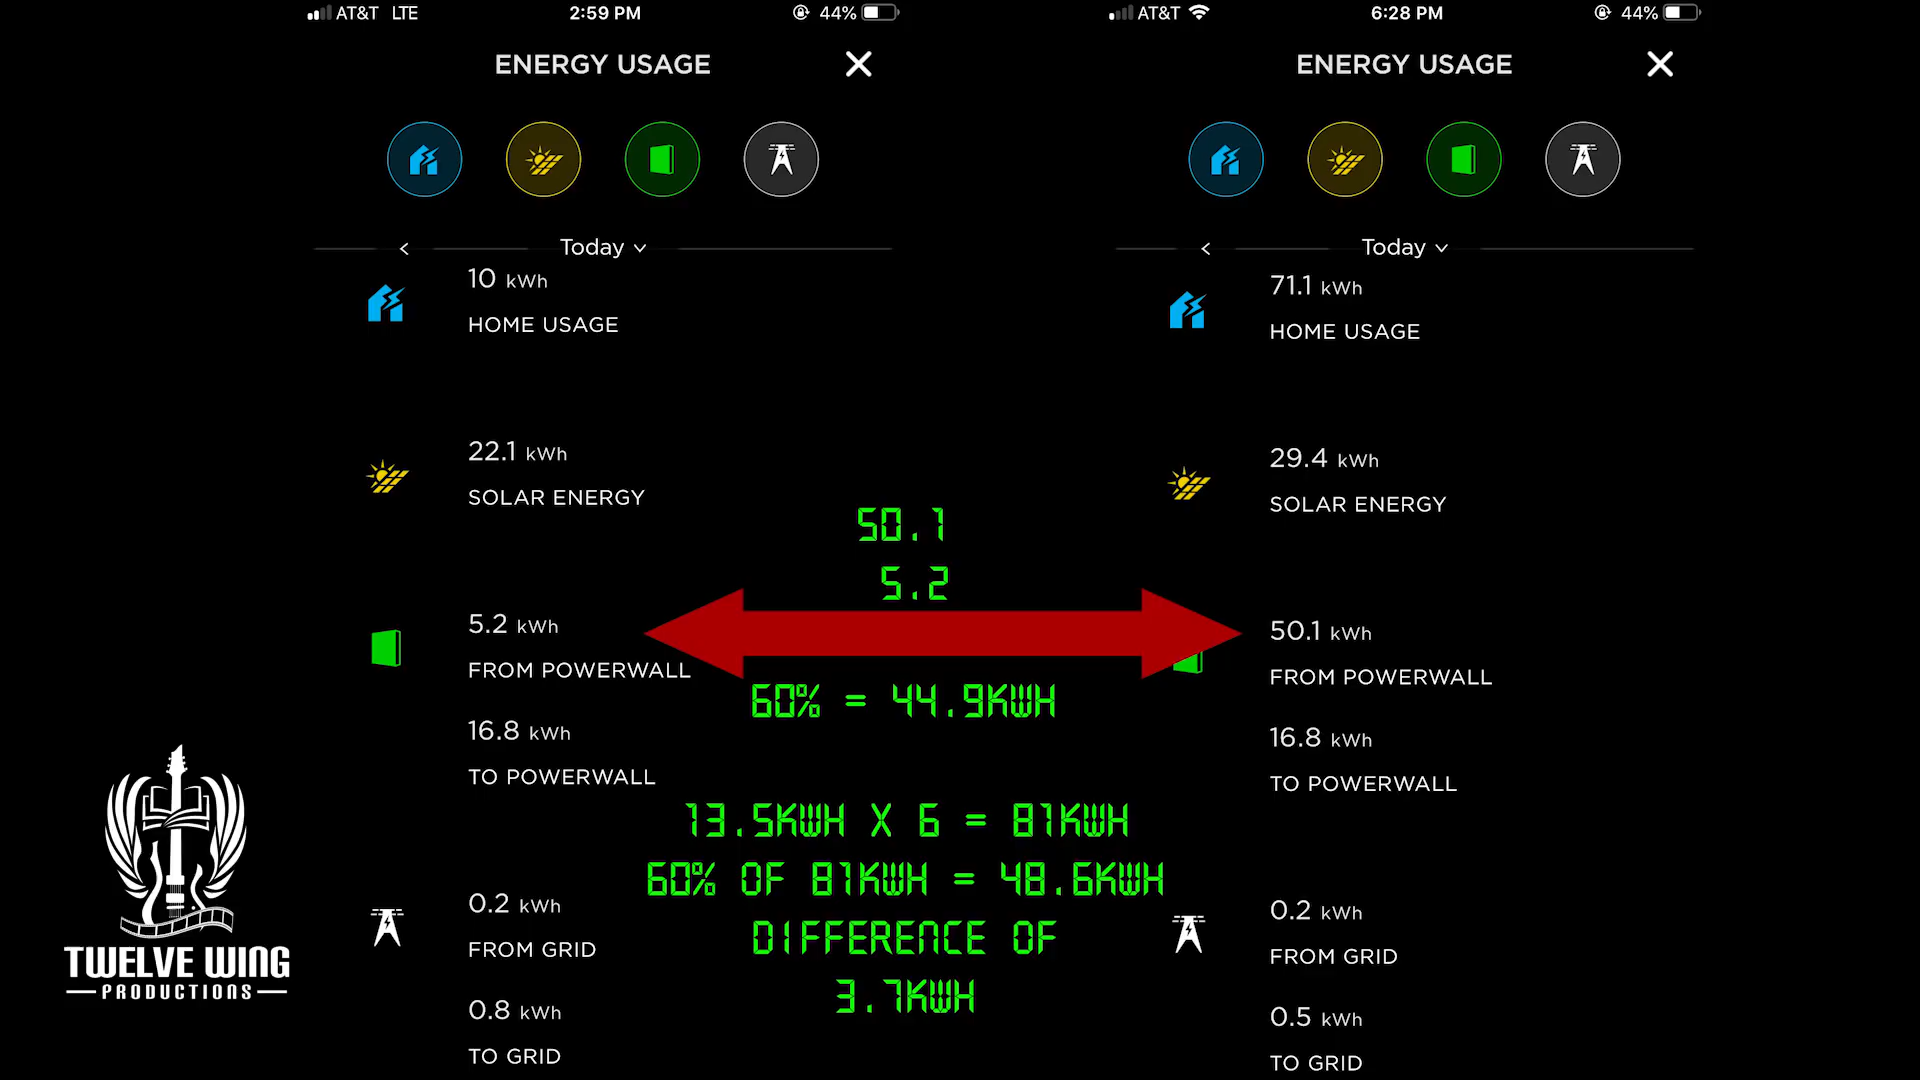 AT&T LTE 2:59 PM 44%
ENERGY USAGE
Today
10 kWh
HOME USAGE
22.1 kWh
SOLAR ENERGY
5.2 kWh
FROM POWERWALL
16.8 kWh
TO POWERWALL
0.2 kWh
FROM GRID
0.8 kWh
TO GRID
50.1
5.2
60% = 44.9KWH
13.5KWH X 6 = 81KWH
60% OF 81KWH = 48.6KWH
DIFFERENCE OF
3.7KWH
AT&T 6:28 PM 44%
ENERGY USAGE
Today
71.1 kWh
HOME USAGE
29.4 kWh
SOLAR ENERGY
50.1 kWh
FROM POWERWALL
16.8 kWh
TO POWERWALL
0.2 kWh
FROM GRID
0.5 kWh
TO GRID
TWELVE WING
PRODUCTIONS